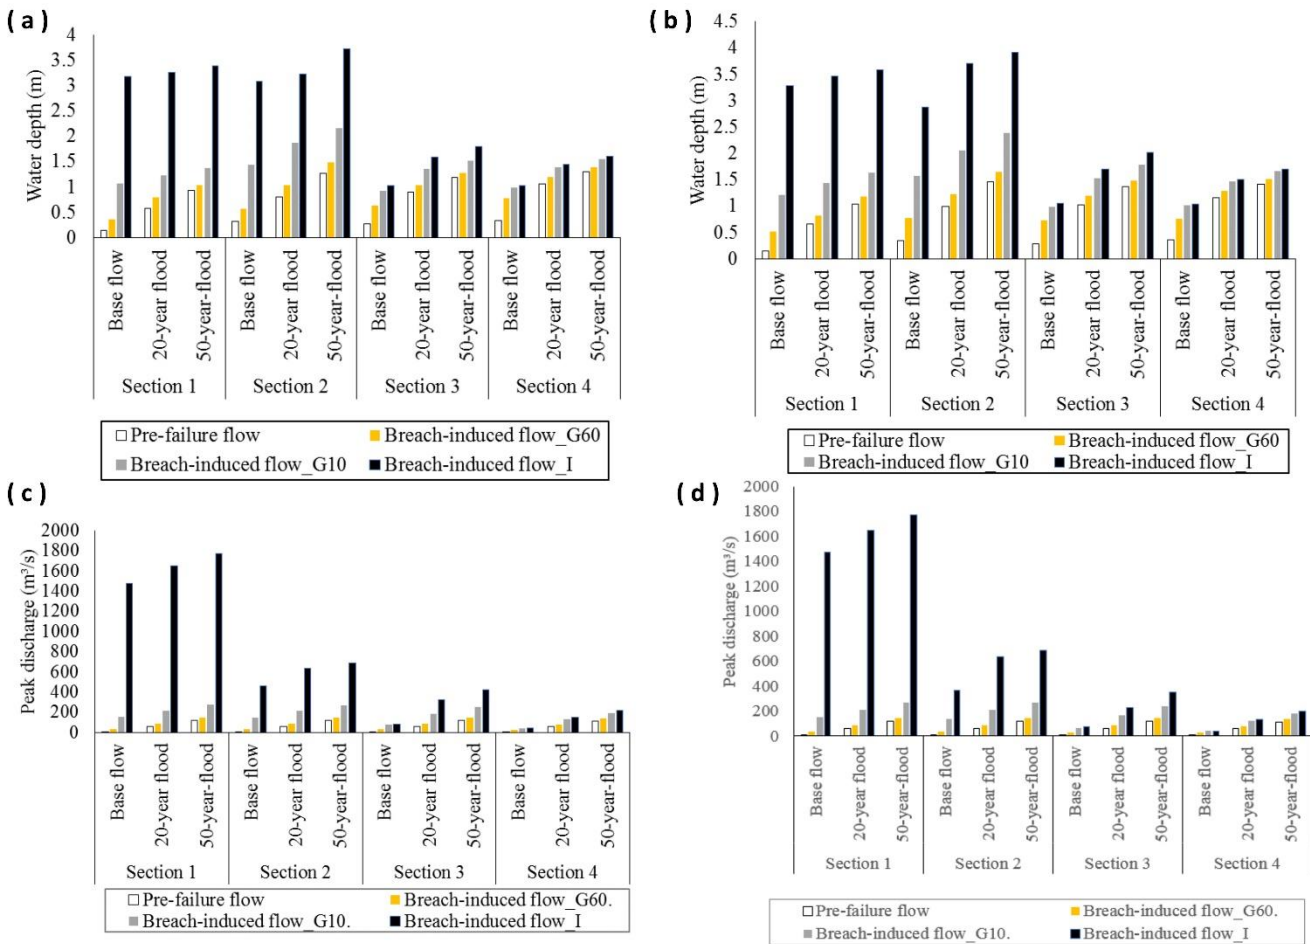 ( a )
4
3.5
3
2.5
2
1.5
1
0.5
0
Water depth (m)
Base flow
20-year flood
50-year-flood
Base flow
20-year flood
50-year-flood
Base flow
20-year flood
50-year-flood
Base flow
20-year flood
50-year-flood
Section 1
Section 2
Section 3
Section 4
Pre-failure flow
Breach-induced flow_G60
Breach-induced flow_G10
Breach-induced flow_I
( b )
4.5
4
3.5
3
2.5
2
1.5
1
0.5
0
Water depth (m)
Base flow
20-year flood
50-year-flood
Base flow
20-year flood
50-year-flood
Base flow
20-year flood
50-year-flood
Base flow
20-year flood
50-year-flood
Section 1
Section 2
Section 3
Section 4
Pre-failure flow
Breach-induced flow_G60
Breach-induced flow_G10
Breach-induced flow_I
( c )
2000
1800
1600
1400
1200
1000
800
600
400
200
0
Peak discharge (m³/s)
Base flow
20-year flood
50-year-flood
Base flow
20-year flood
50-year-flood
Base flow
20-year flood
50-year-flood
Base flow
20-year flood
50-year-flood
Section 1
Section 2
Section 3
Section 4
Pre-failure flow
Breach-induced flow_G60.
Breach-induced flow_G10.
Breach-induced flow_I
( d )
2000
1800
1600
1400
1200
1000
800
600
400
200
0
Peak discharge (m³/s)
Base flow
20-year flood
50-year-flood
Base flow
20-year flood
50-year-flood
Base flow
20-year flood
50-year-flood
Base flow
20-year flood
50-year-flood
Section 1
Section 2
Section 3
Section 4
Pre-failure flow
Breach-induced flow_G60.
Breach-induced flow_G10.
Breach-induced flow_I